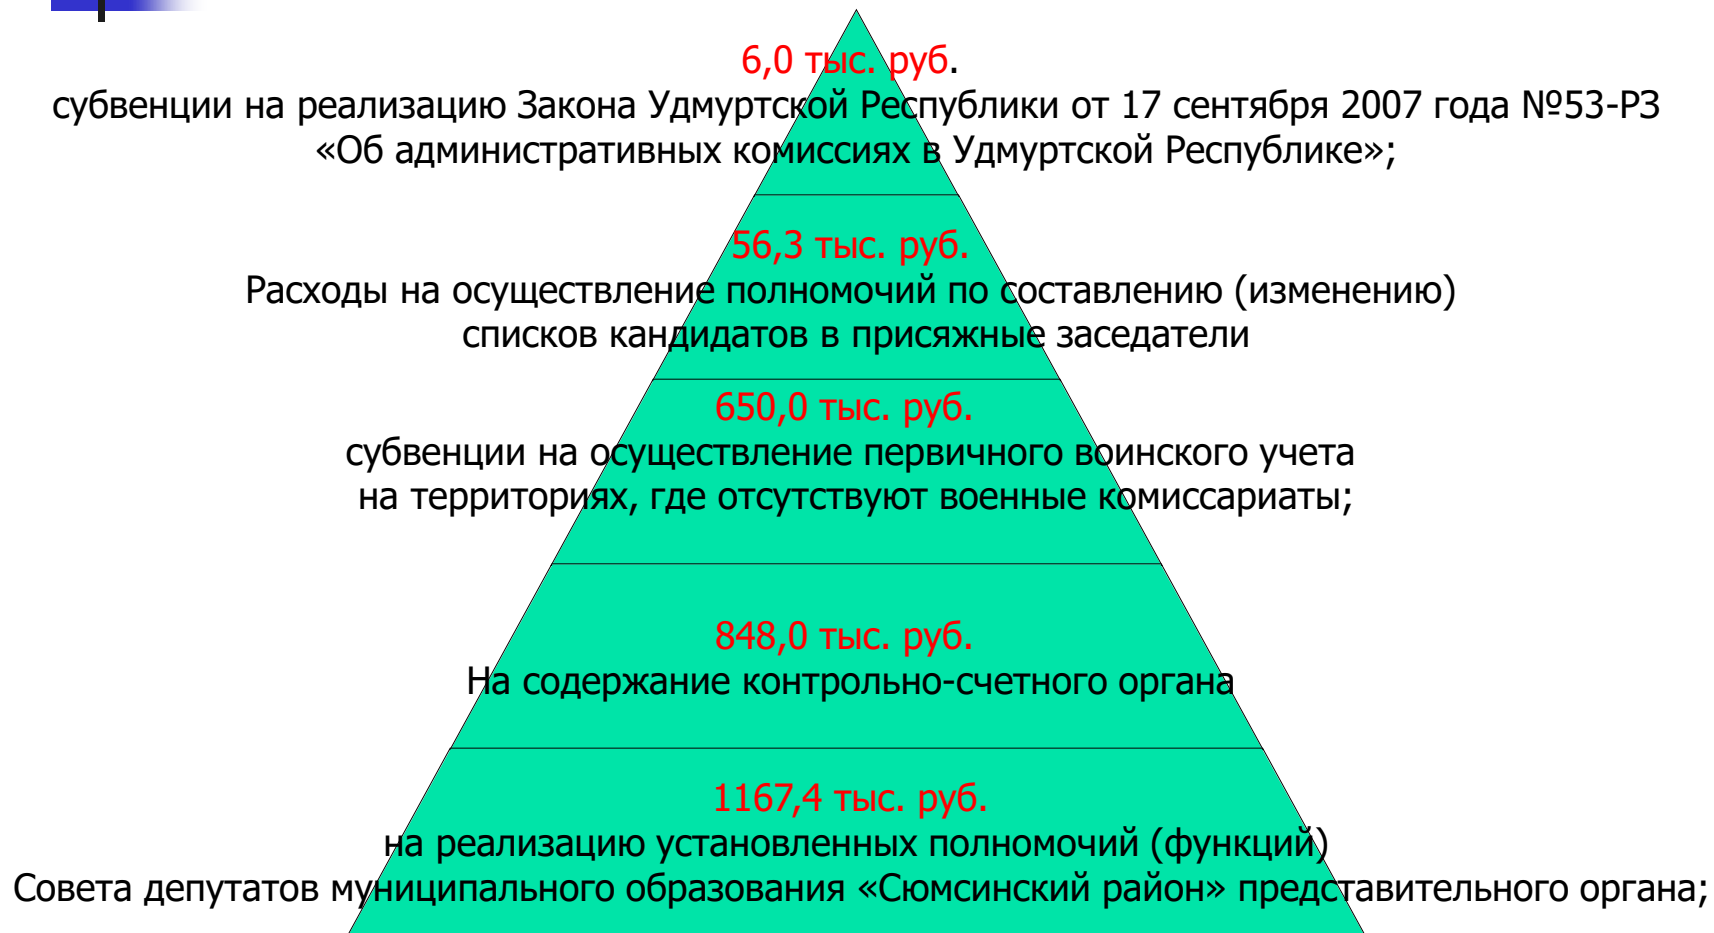 6,0 тыс. руб.
субвенции на реализацию Закона Удмуртской Республики от 17 сентября 2007 года №53-РЗ
«Об административных комиссиях в Удмуртской Республике»;
56,3 тыс. руб.
Расходы на осуществление полномочий по составлению (изменению)
списков кандидатов в присяжные заседатели
650,0 тыс. руб.
субвенции на осуществление первичного воинского учета
на территориях, где отсутствуют военные комиссариаты;
848,0 тыс. руб.
На содержание контрольно-счетного органа
1167,4 тыс. руб.
на реализацию установленных полномочий (функций)
Совета депутатов муниципального образования «Сюмсинский район» представительного органа;